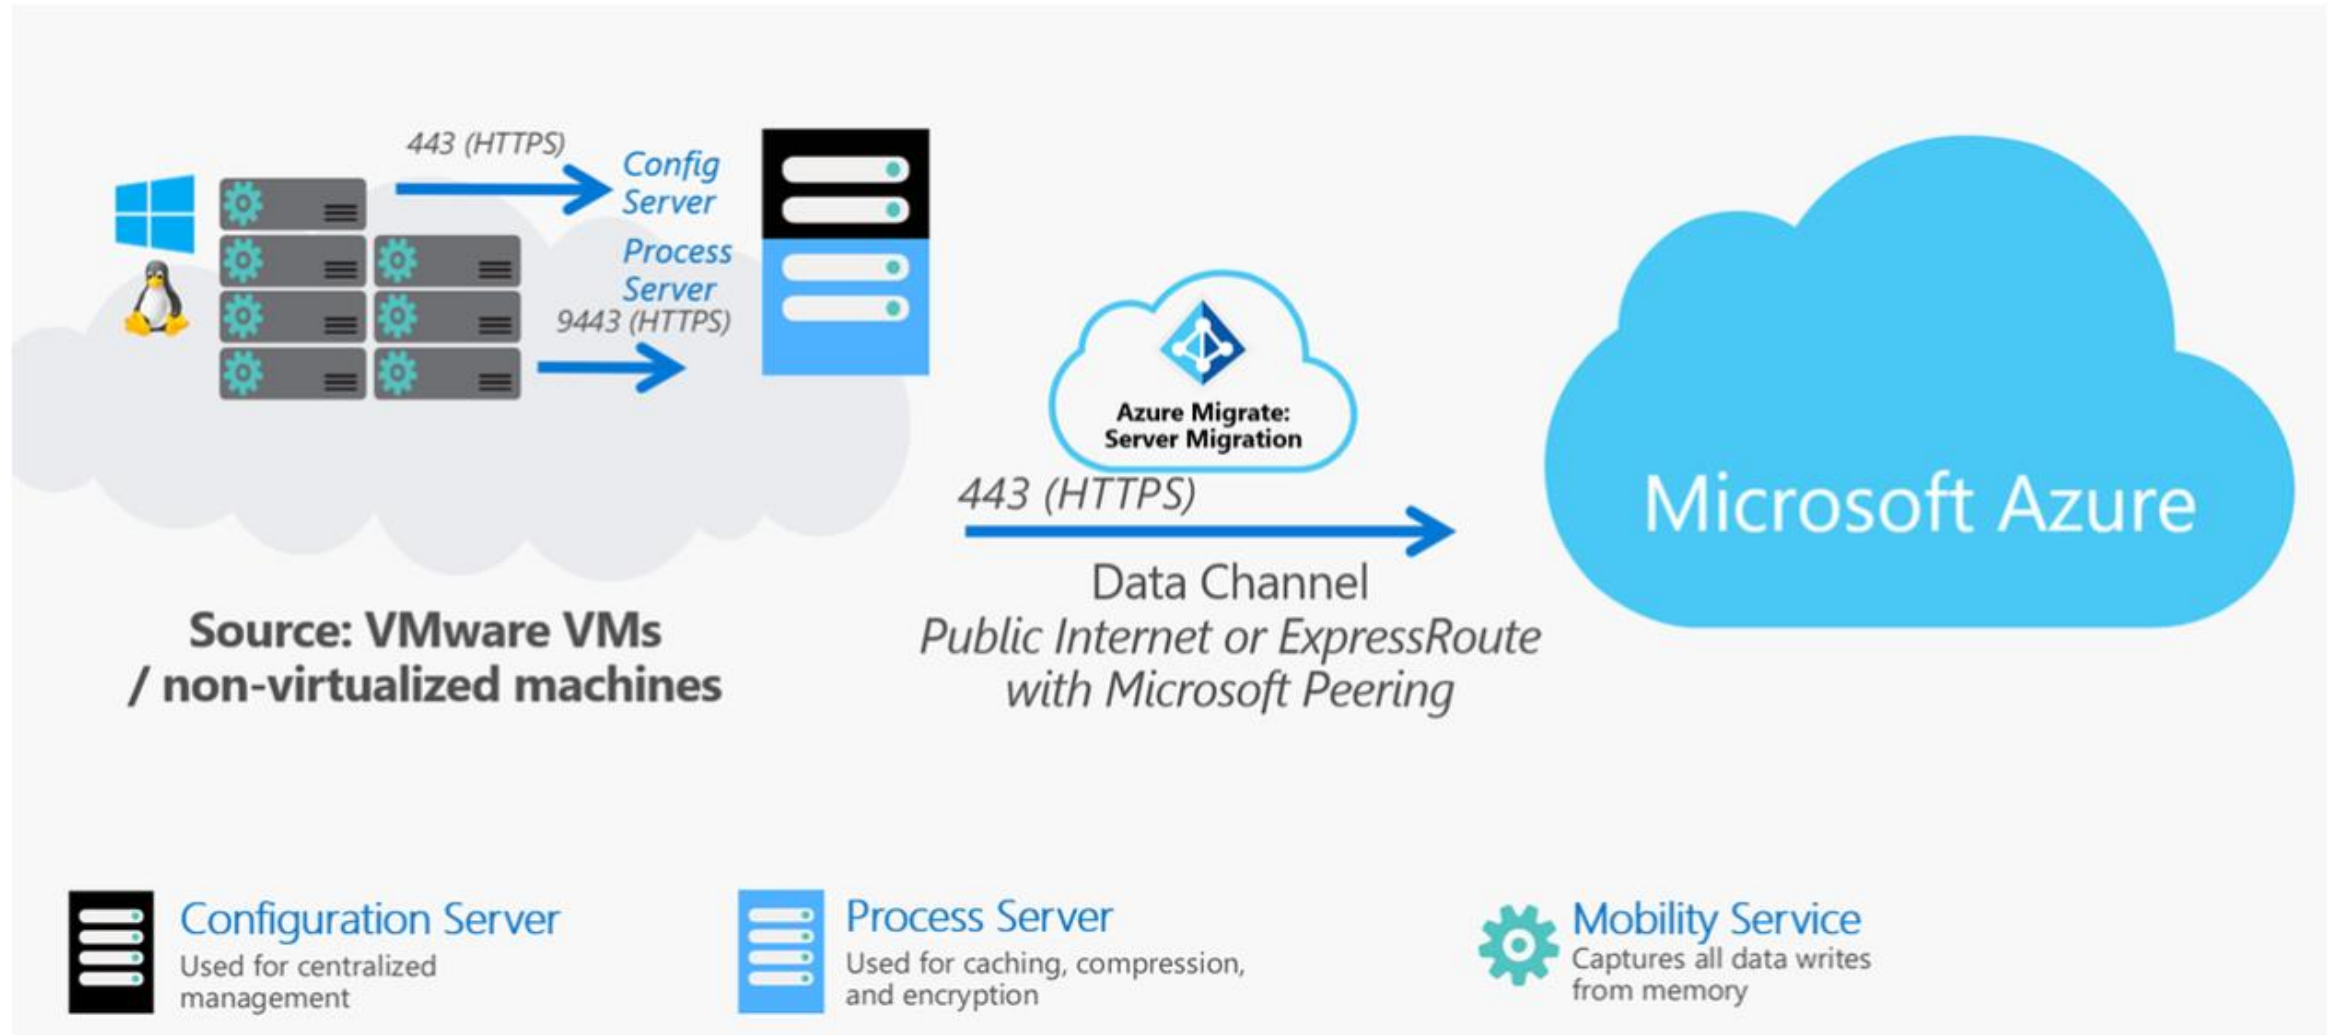 443 (HTTPS)
Config
Server
Process
Server
9443 (HTTPS)
Azure Migrate:
Server Migration
443 (HTTPS)
Data Channel
Public Internet or ExpressRoute
with Microsoft Peering
Microsoft Azure
Source: VMware VMs
/ non-virtualized machines
Configuration Server
Used for centralized
management
Process Server
Used for caching, compression,
and encryption
Mobility Service
Captures all data writes
from memory